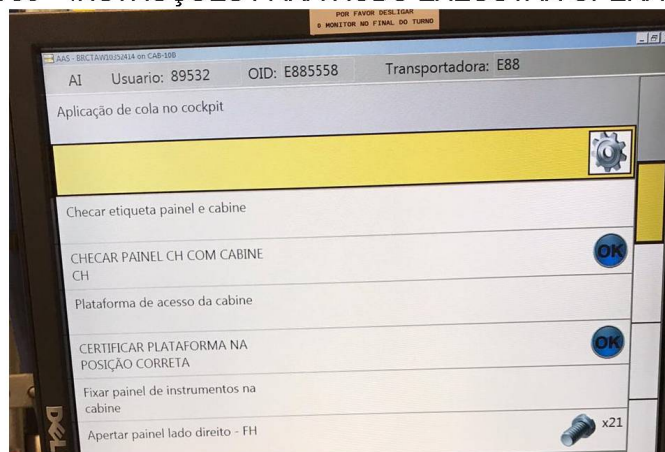 POR FAVOR DESLIGAR
O MONITOR NO FINAL DO TURNO
AI Usuario: 89532 OID: E885558 Transportadora: E88
Aplicação de cola no cockpit
Checar etiqueta painel e cabine
CHECAR PAINEL CH COM CABINE
CH
OK
Plataforma de acesso da cabine
CERTIFICAR PLATAFORMA NA
POSIÇÃO CORRETA
OK
Fixar painel de instrumentos na
cabine
Apertar painel lado direito - FH
x21
DELL